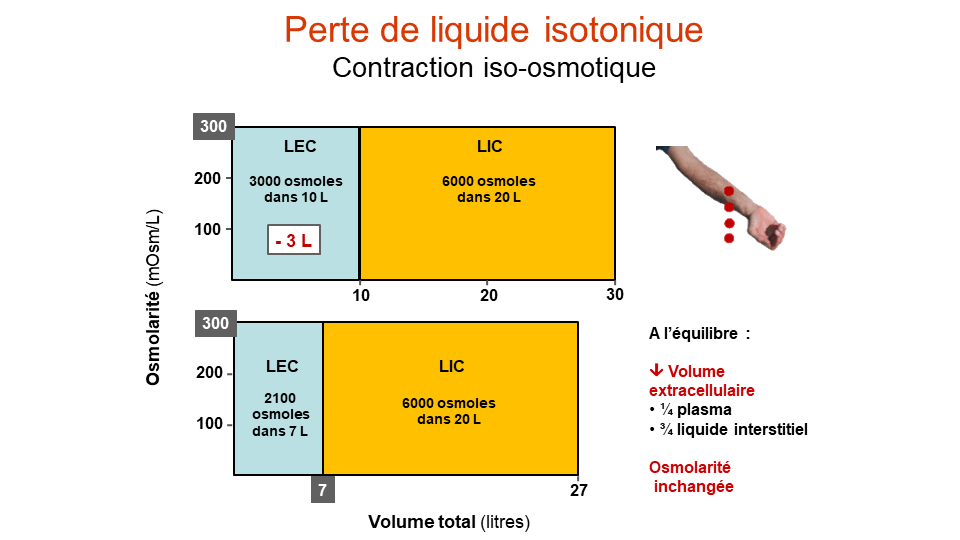 Perte de liquide isotonique
Contraction iso-osmotique
Osmolarité (mOsm/L)
300
200
100
LEC
3000 osmoles
dans 10 L
- 3 L
LIC
6000 osmoles
dans 20 L
10
20
30
300
200
100
LEC
2100
osmoles
dans 7 L
LIC
6000 osmoles
dans 20 L
7
27
Volume total (litres)
A l’équilibre :
↓ Volume
extracellulaire
• ¼ plasma
• ¾ liquide interstitiel
Osmolarité
inchangée